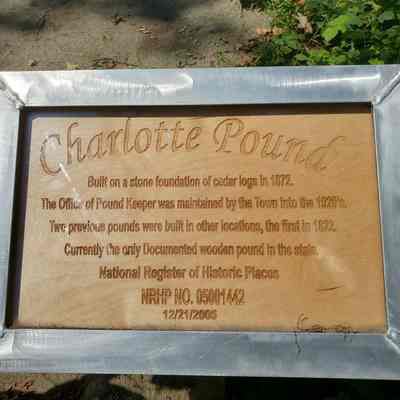 Charlotte Pound
Built on a stone foundation of cedar logs in 1872.
The Office of Pound Keeper was maintained by the Town into the 1920's.
Two previous pounds were built in other locations, the first in 1822.
Currently the only Documented wooden pound in the state.
National Register of Historic Places
NRHP NO. 05001442
12/21/2005